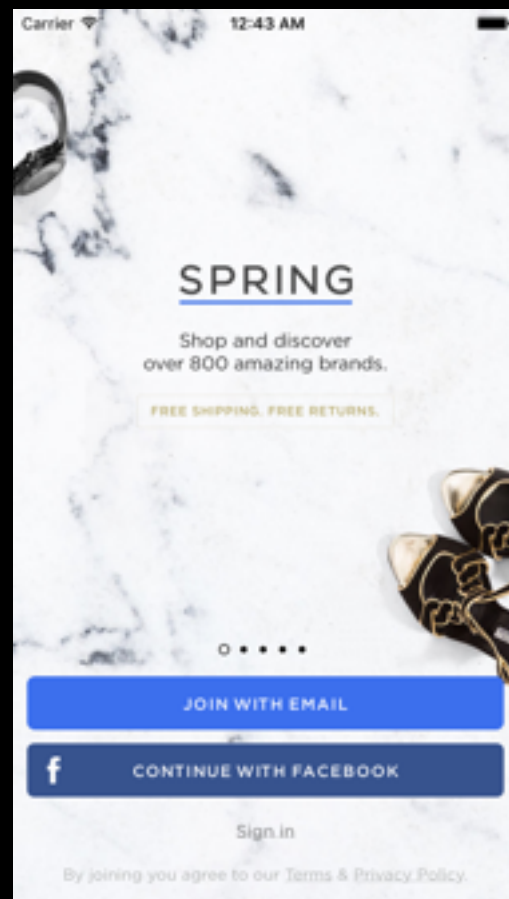 Carrier 12:43 AM
SPRING
Shop and discover
over 800 amazing brands.
FREE SHIPPING. FREE RETURNS.
JOIN WITH EMAIL
f CONTINUE WITH FACEBOOK
Sign in
By joining you agree to our Terms & Privacy Policy.